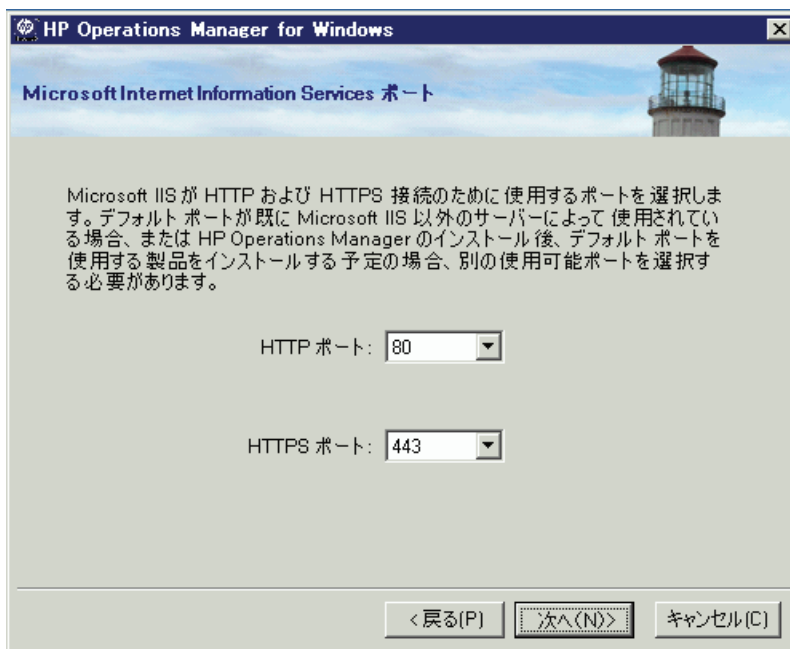 HP Operations Manager for Windows
Microsoft Internet Information Services ポート
Microsoft IIS が HTTP および HTTPS 接続のために使用するポートを選択しま
す。デフォルト ポートが既に Microsoft IIS 以外のサーバーによって使用されてい
る場合、または HP Operations Manager のインストール後、デフォルト ポートを
使用する製品をインストールする予定の場合、別の使用可能ポートを選択す
る必要があります。
HTTP ポート: 80
HTTPS ポート: 443
<戻る(P) 次へ(N)> キャンセル(C)